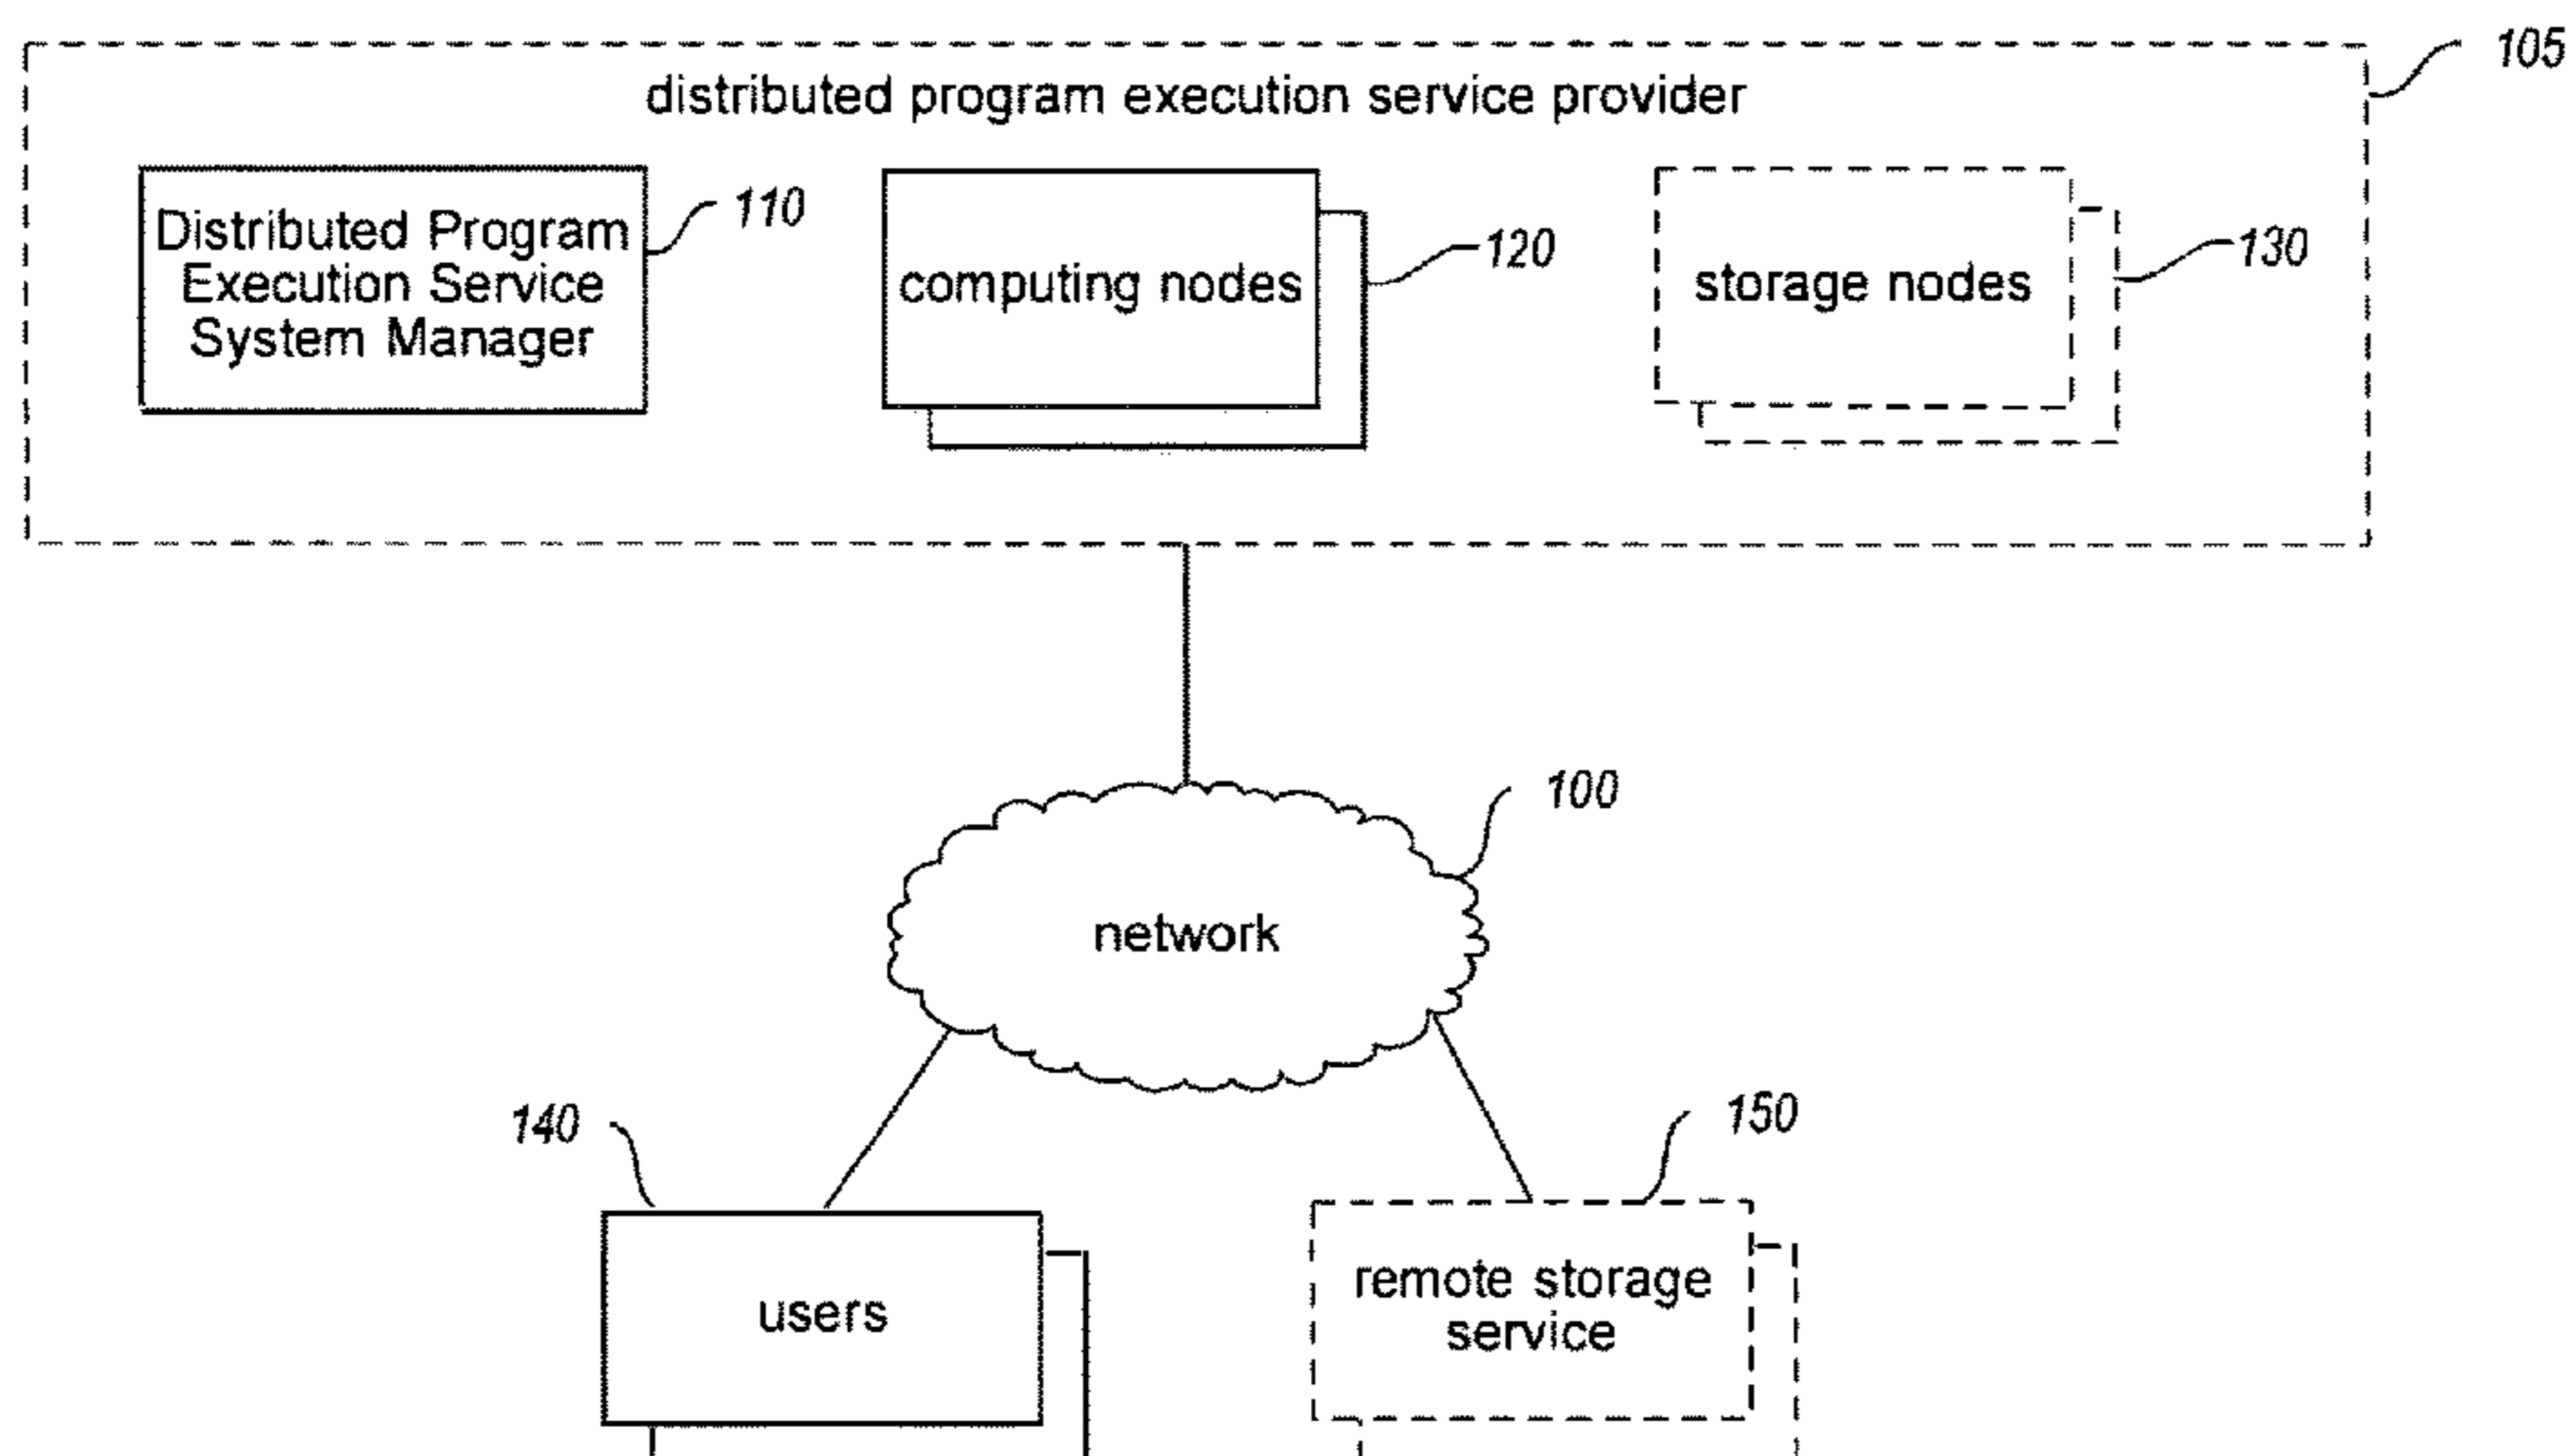 105
distributed program execution service provider
Distributed Program
Execution Service
System Manager
110
computing nodes
120
storage nodes
130
100
network
140
150
users
remote storage
service